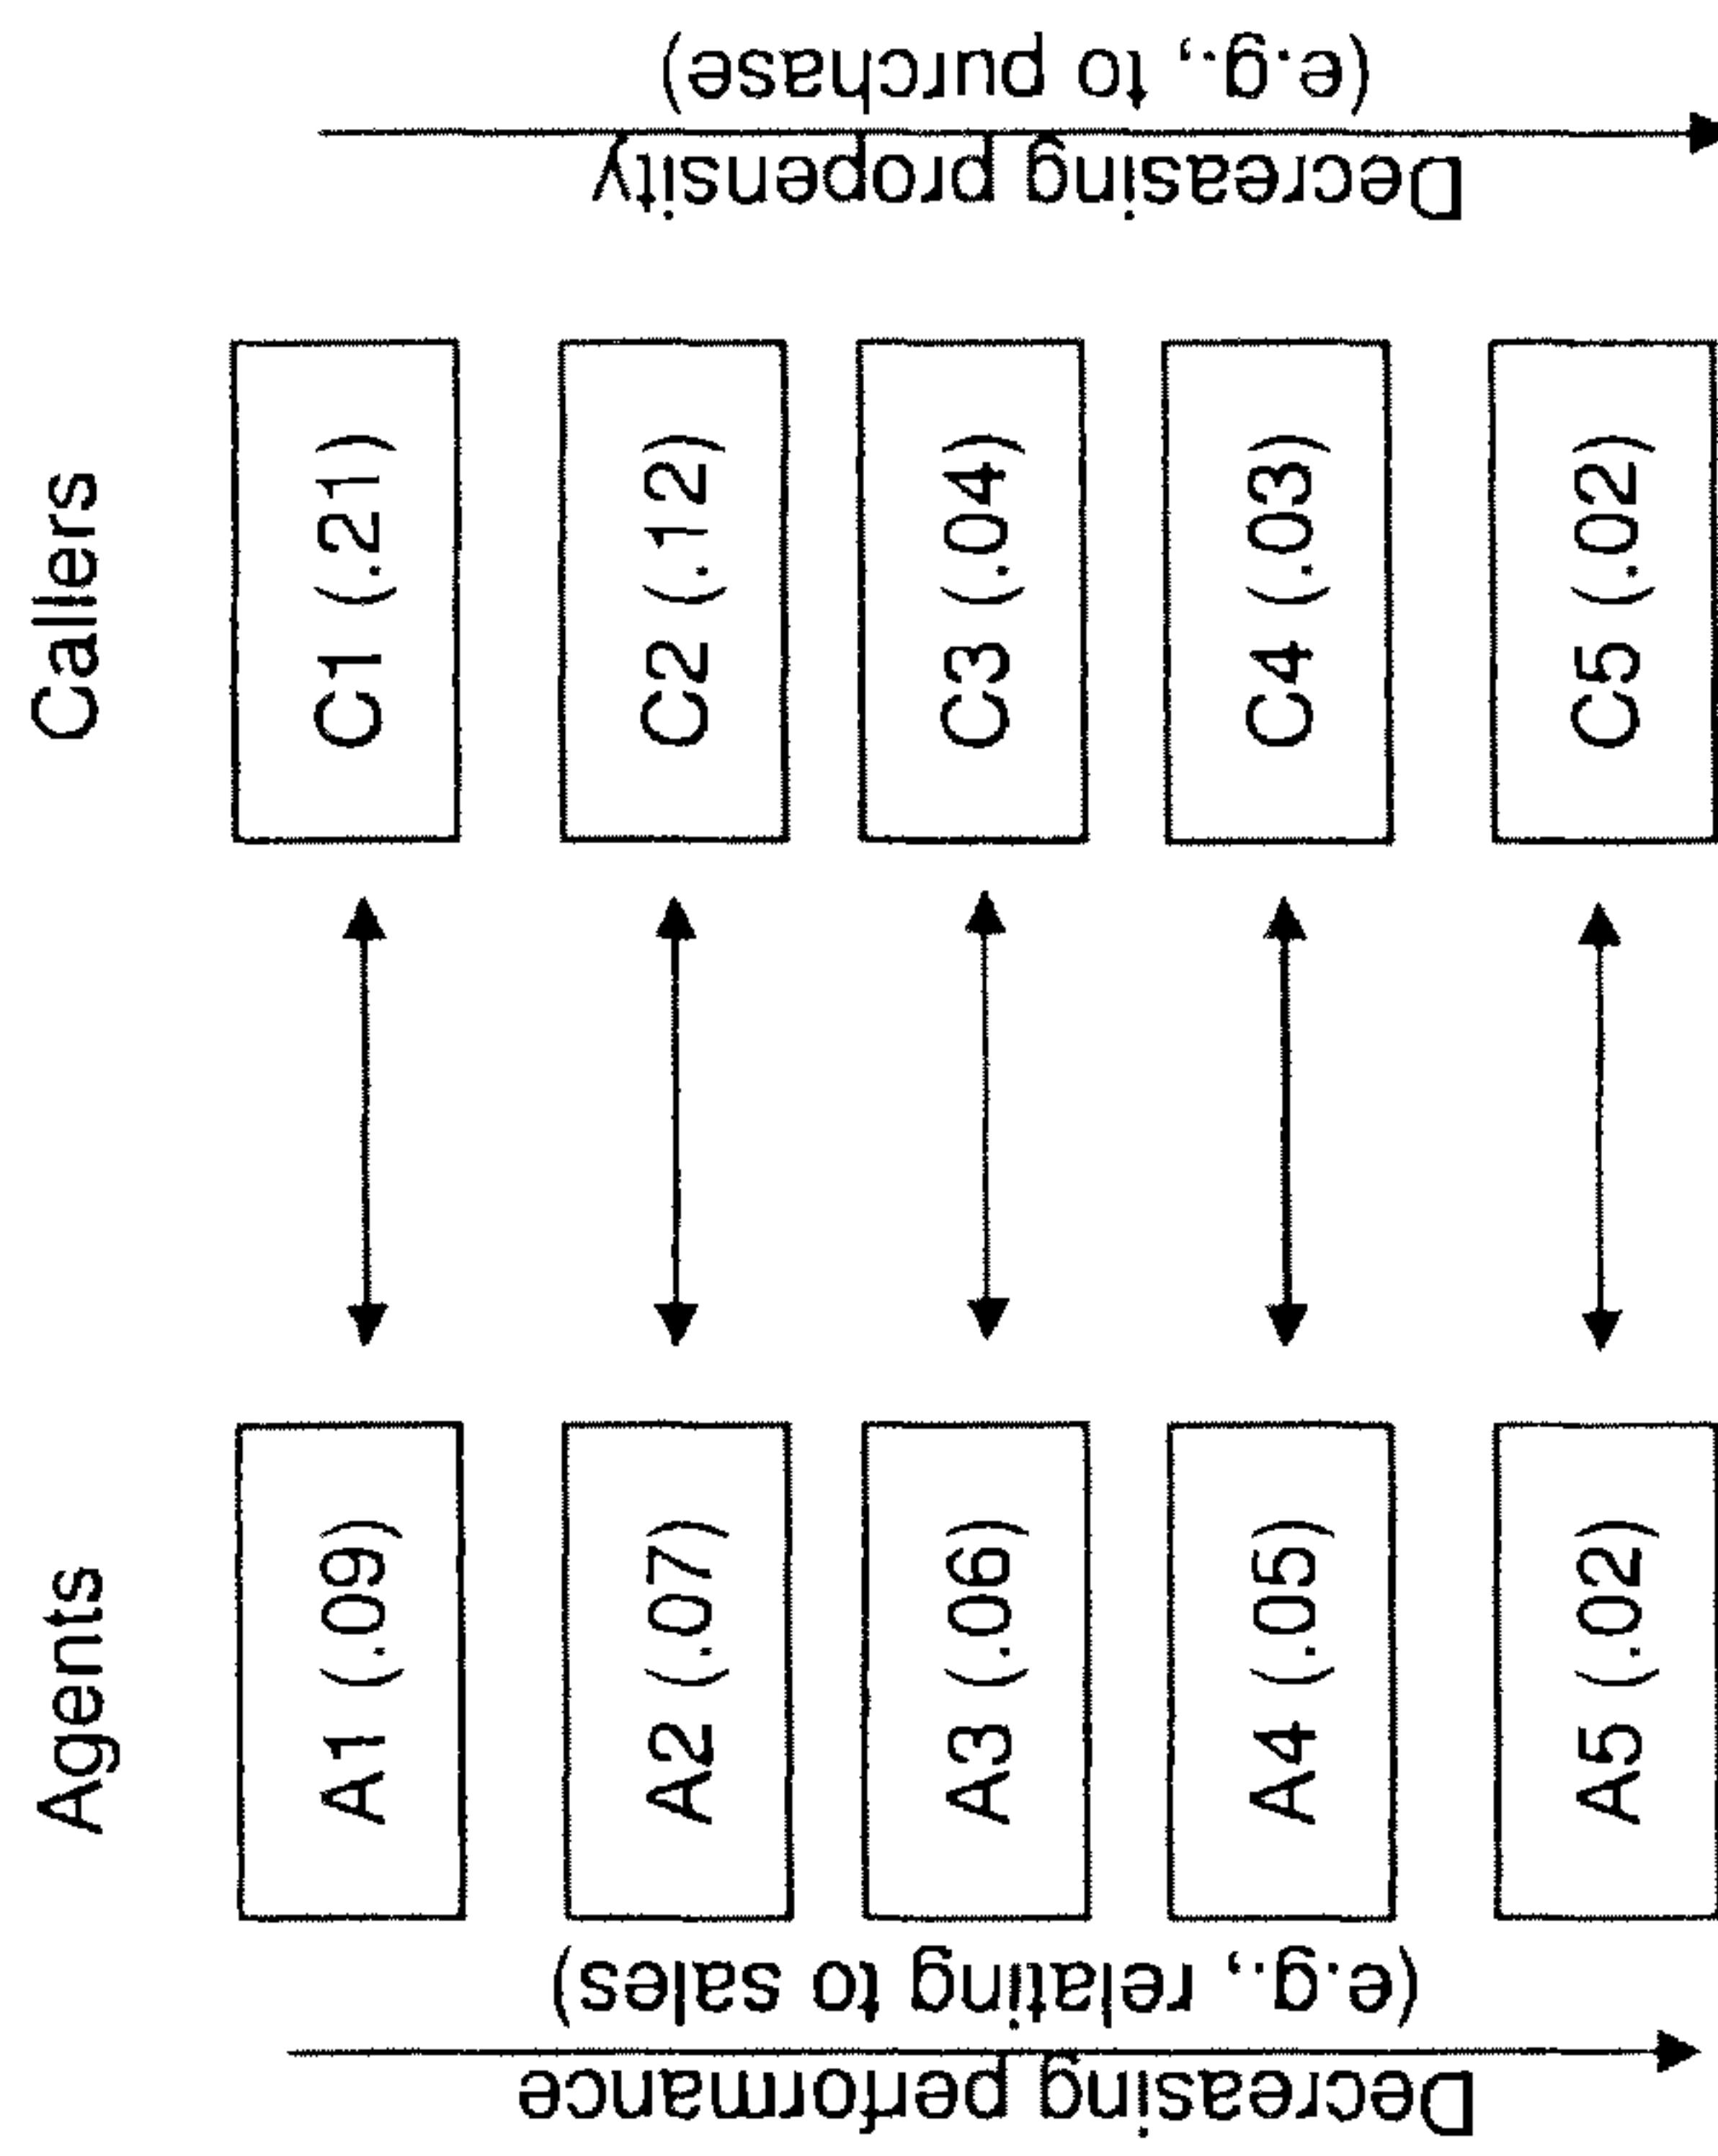 Agents
Callers
A1 (.09)
C1 (.21)
A2 (.07)
C2 (.12)
A3 (.06)
C3 (.04)
A4 (.05)
C4 (.03)
A5 (.02)
C5 (.02)
Decreasing performance
(e.g., relating to sales)
Decreasing propensity
(e.g., to purchase)